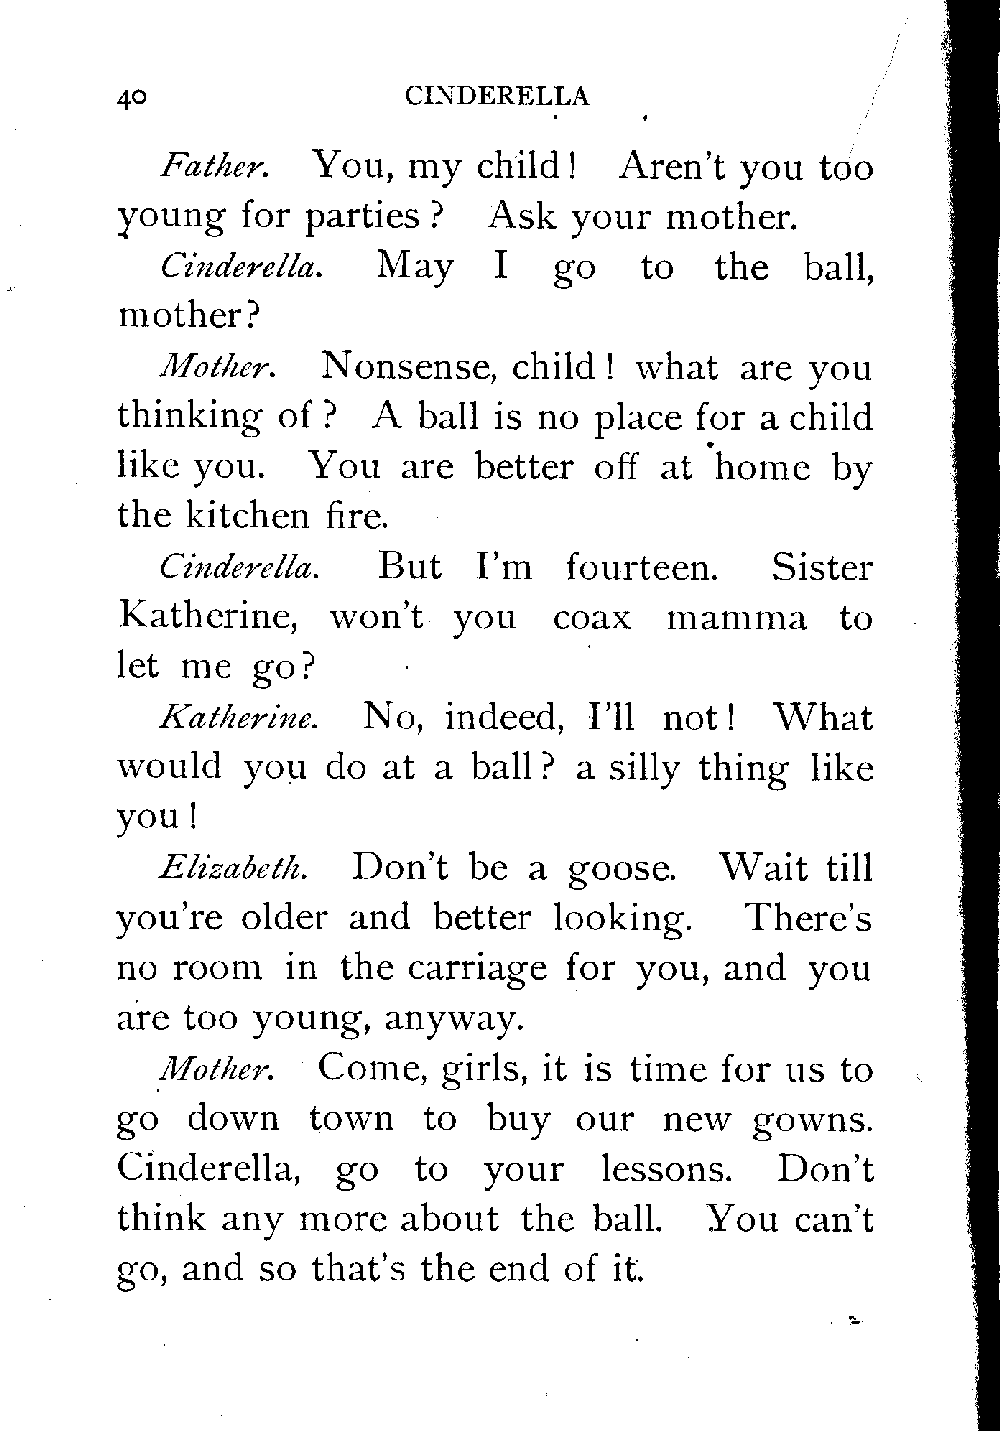 40 CINDERELLA
Father. You, my child! Aren't you too
young for parties? Ask your mother.
Cinderella. May I go to the ball,
mother?
Mother. Nonsense, child! what are you
thinking of? A ball is no place for a child
like you. You are better off at home by
the kitchen fire.
Cinderella. But I'm fourteen. Sister
Katherine, won't you coax mamma to
let me go?
Katherine. No, indeed, I'll not! What
would you do at a ball? a silly thing like
you!
Elizabeth. Don't be a goose. Wait till
you're older and better looking. There's
no room in the carriage for you, and you
are too young, anyway.
Mother. Come, girls, it is time for us to
go down town to buy our new gowns.
Cinderella, go to your lessons. Don't
think any more about the ball. You can't
go, and so that's the end of it.